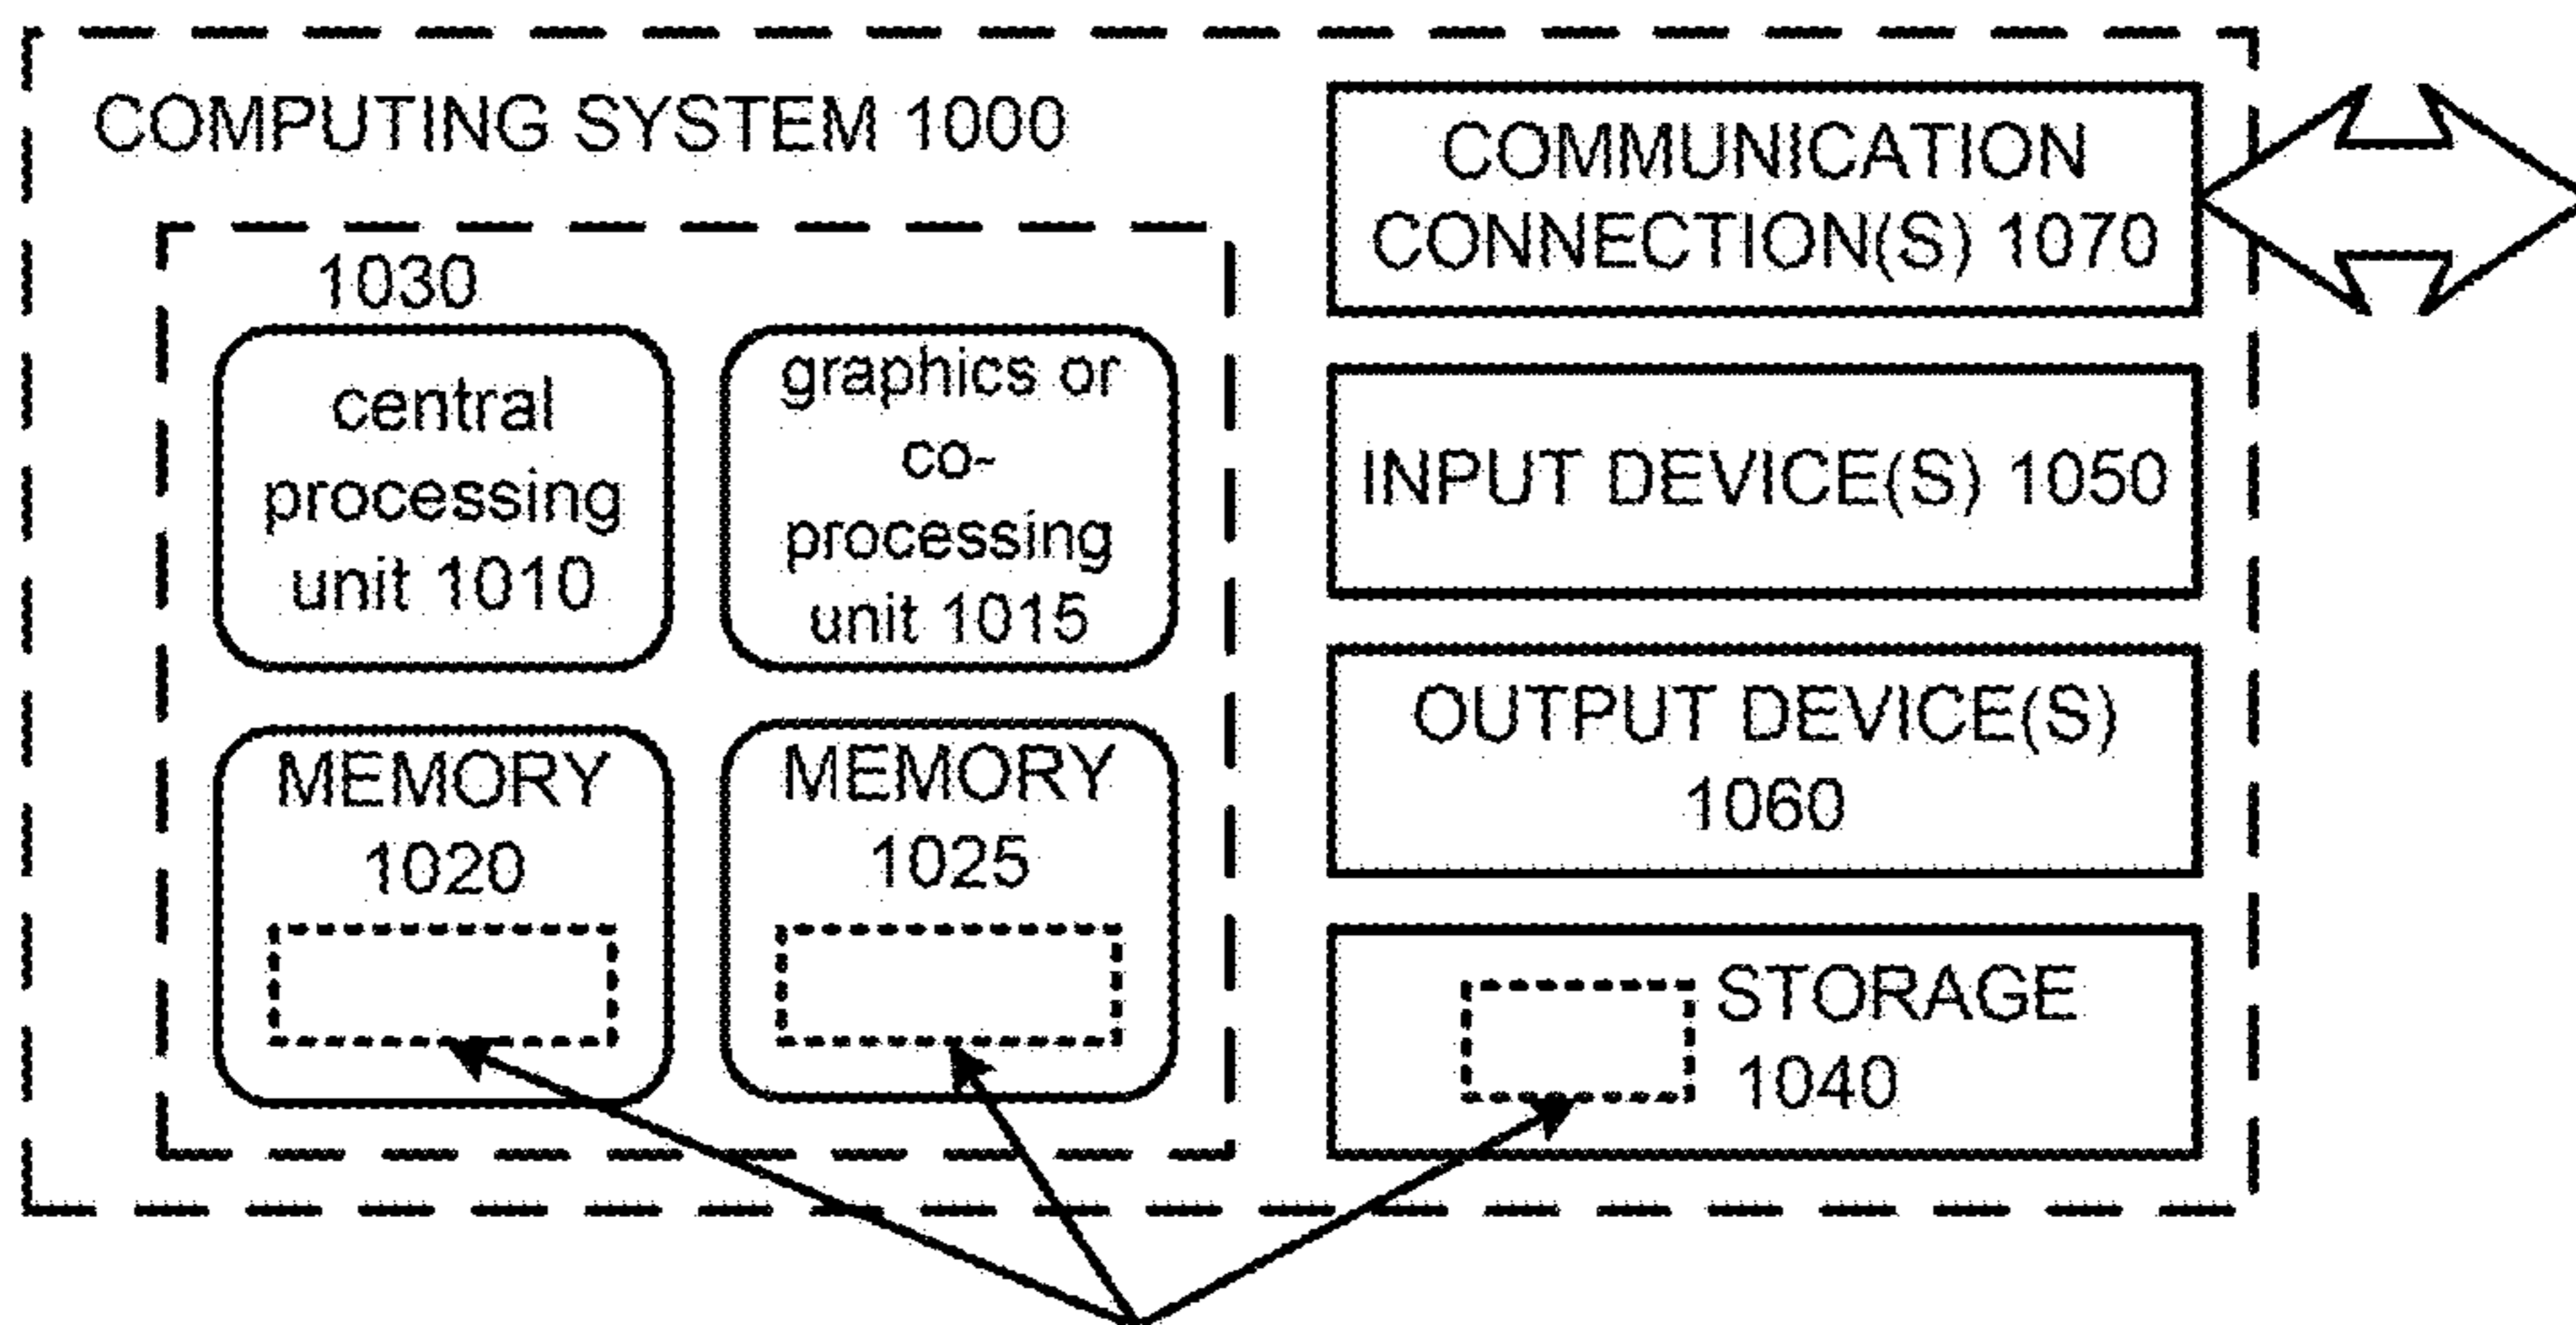 COMPUTING SYSTEM 1000
1030
central
processing
unit 1010
graphics or
co-
processing
unit 1015
MEMORY
1020
MEMORY
1025
COMMUNICATION
CONNECTION(S) 1070
INPUT DEVICE(S) 1050
OUTPUT DEVICE(S)
1060
STORAGE
1040